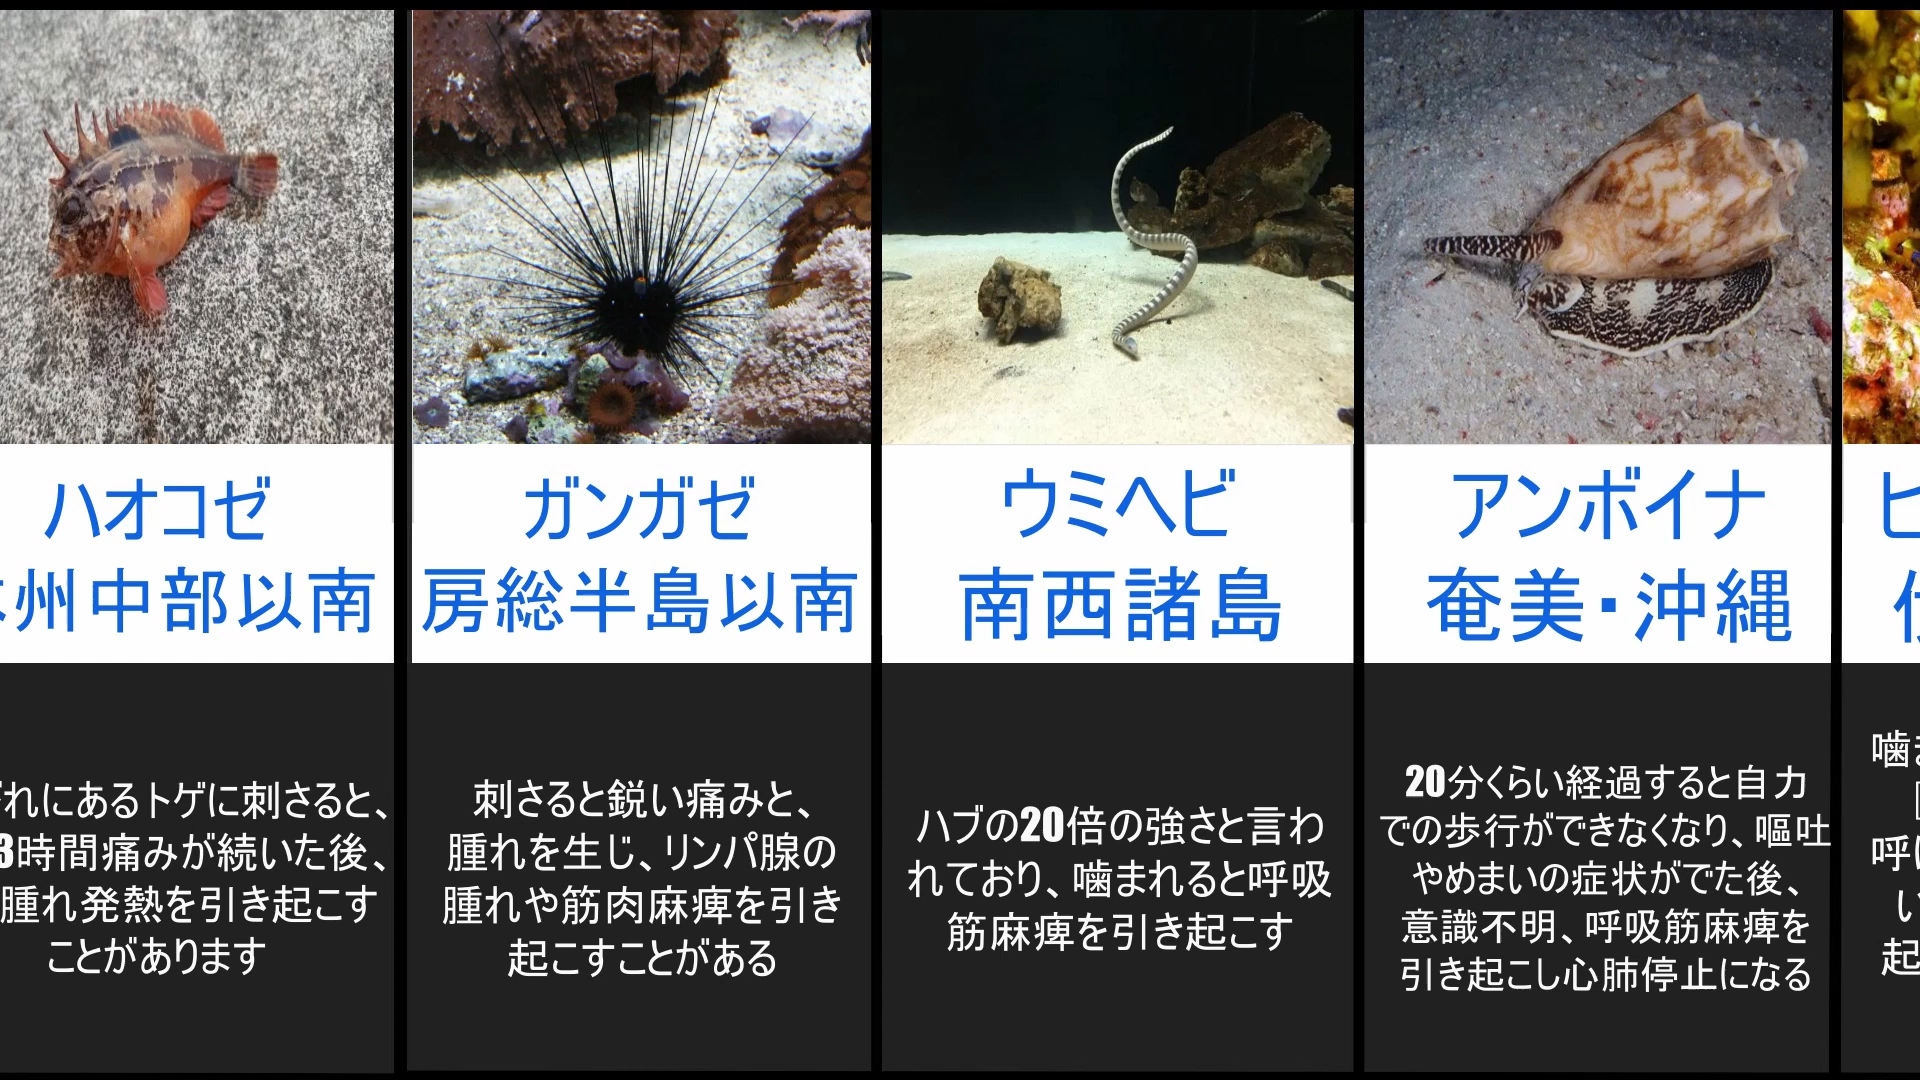 ハオコゼ
州中部以南
れにあるトゲに刺さると、
3時間痛みが続いた後、
腫れ発熱を引き起こす
ことがあります
ガンガゼ
房総半島以南
刺さると鋭い痛みと、
腫れを生じ、リンパ腺の
腫れや筋肉麻痺を引き
起こすことがある
ウミヘビ
南西諸島
ハブの20倍の強さと言わ
れており、噛まれると呼吸
筋麻痺を引き起こす
アンボイナ
奄美・沖縄
20分くらい経過すると自力
での歩行ができなくなり、嘔吐
やめまいの症状がでた後、
意識不明、呼吸筋麻痺を
引き起こし心肺停止になる
噛
呼
い
起